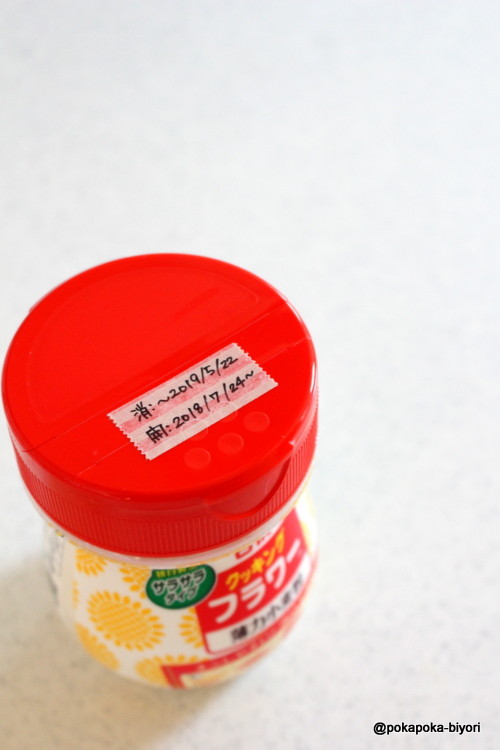 消:~2019/5/22
開:2018/7/24~
サラサラ
タイプ
クッキング
フラワー
薄力小麦粉
@pokapoka-biyori